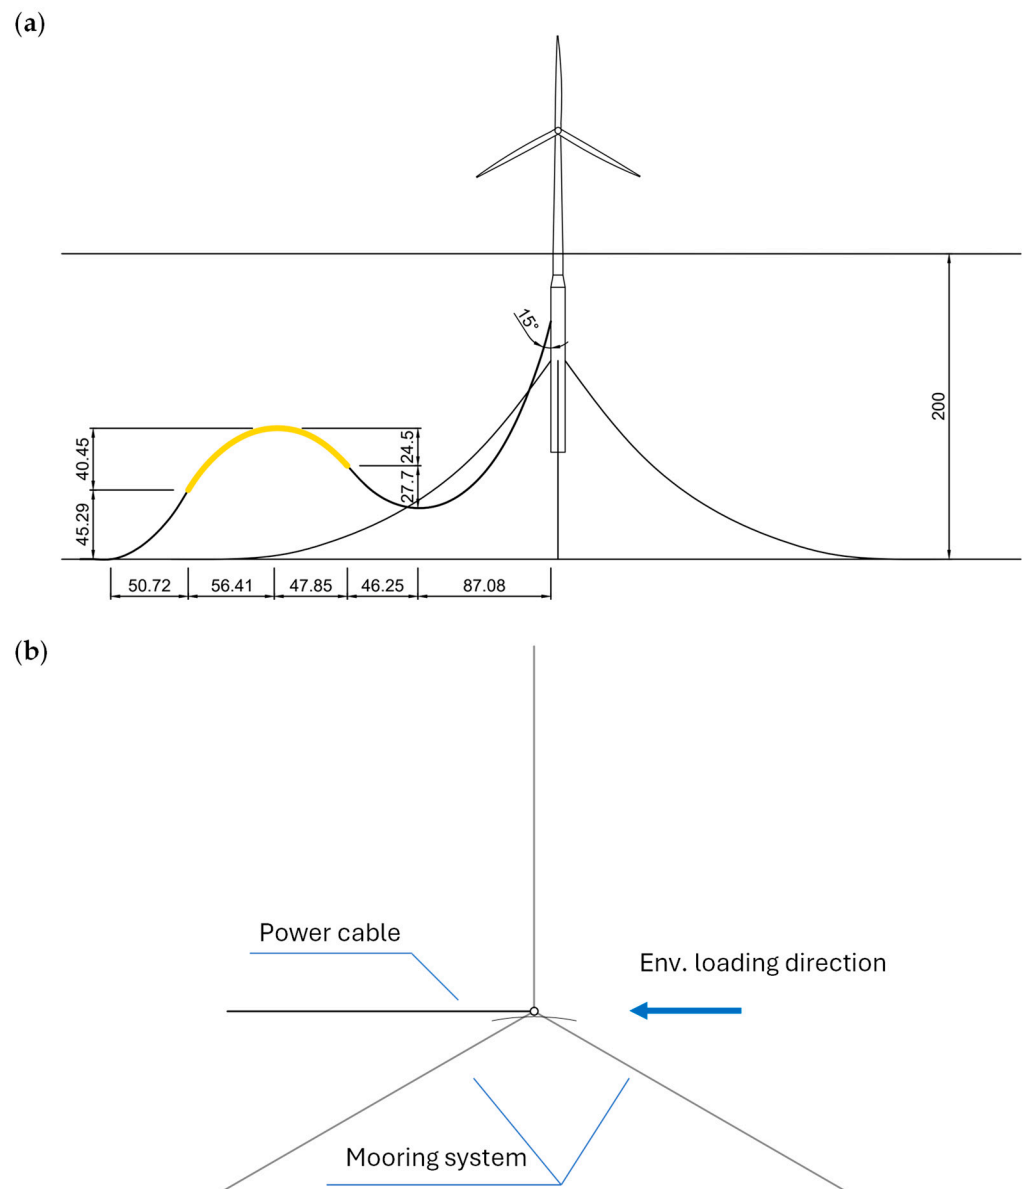 (a)
15°
200
40.45
24.5
27.7
45.29
50.72
56.41
47.85
46.25
87.08
(b)
Power cable
Env. loading direction
Mooring system